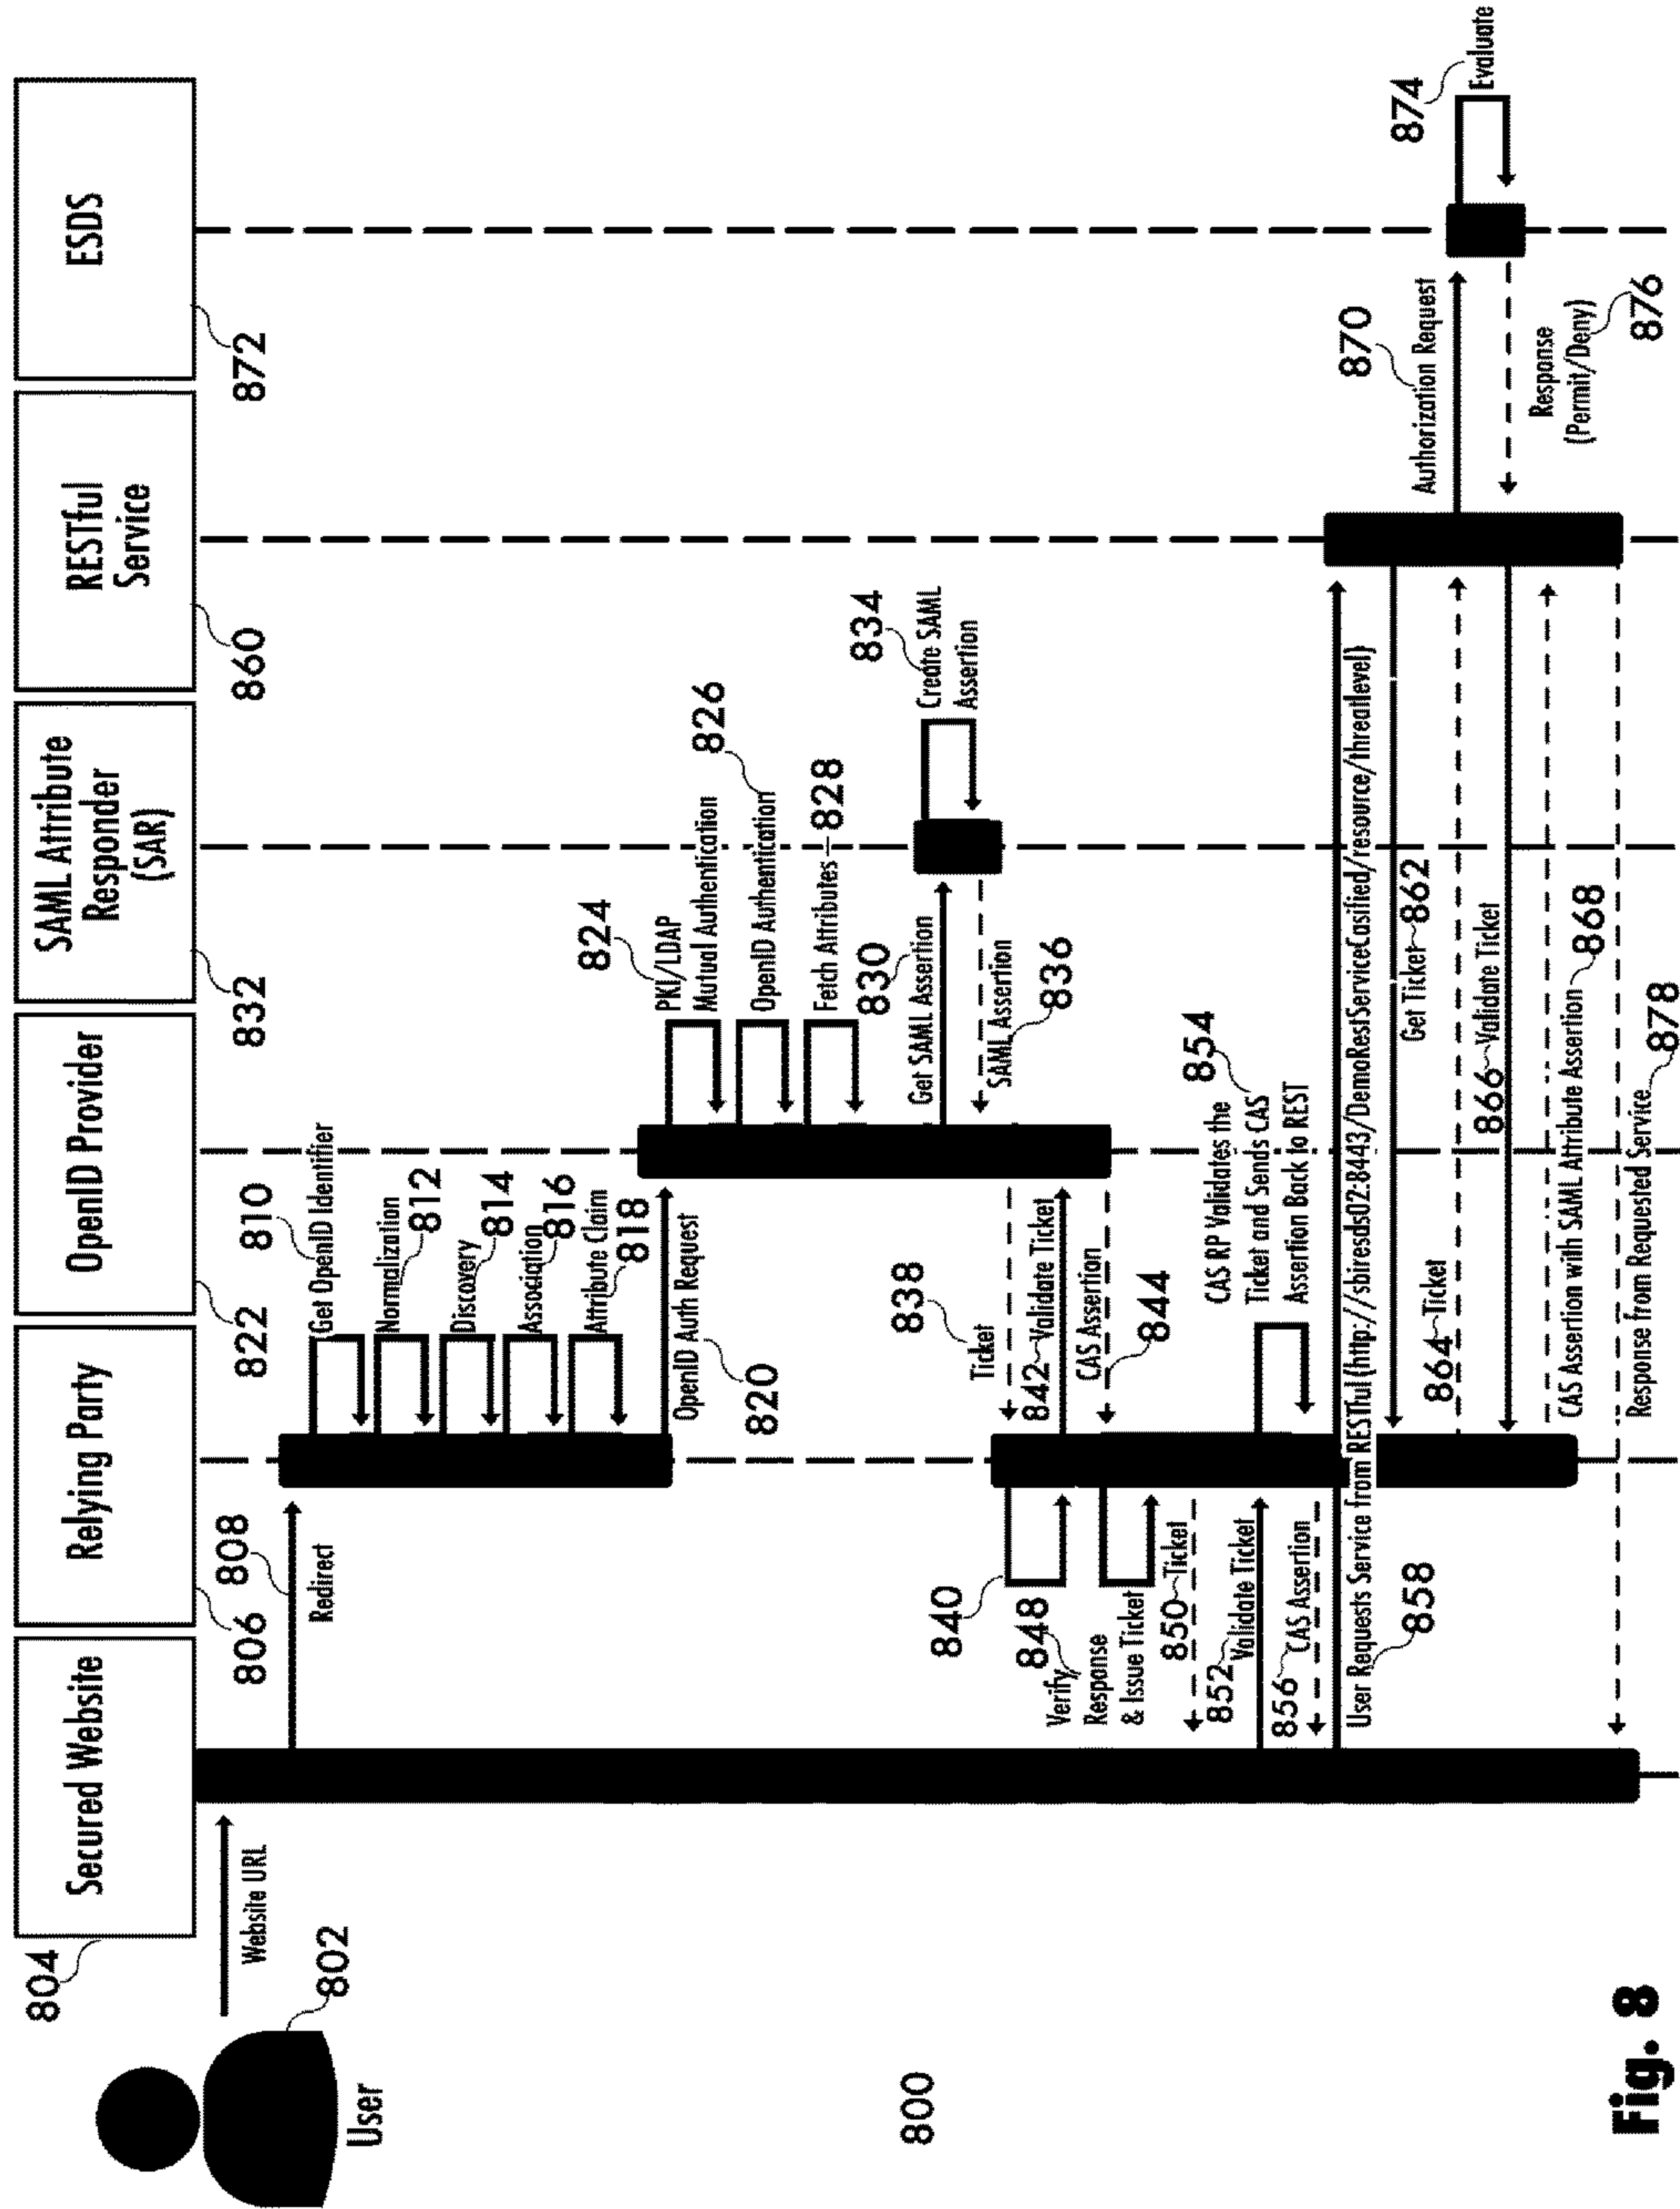 Secured Website
Relying Party
OpenID Provider
SAML Attribute
Responder
(SAR)
RESTful
Service
ESDS
804
806
822
832
860
872
User
802
Website URL
808
Redirect
810
Get OpenID Identifier
Normalization
812
Discovery
814
Association
816
Attribute Claim
818
OpenID Auth Request
820
824
PKI/LDAP
Mutual Authentication
826
OpenID Authentication
Fetch Attributes
828
830
Get SAML Assertion
834
Create SAML
Assertion
SAML Assertion
836
838
Ticket
840
842
Validate Ticket
CAS Assertion
844
848
Verify
Response
& Issue Ticket
850
Ticket
852
Validate Ticket
854
CAS RP Validates the
Ticket and Sends CAS
Assertion Back to REST
856
CAS Assertion
User Requests Service from RESTful (http://sbiresds02:8443/DemoRestServiceCasified/resource/threatlevel)
858
Get Ticket
862
864
Ticket
866
Validate Ticket
CAS Assertion with SAML Attribute Assertion
868
870
Authorization Request
874
Evaluate
Response
(Permit/Deny)
876
Response from Requested Service
878
800
Fig. 8